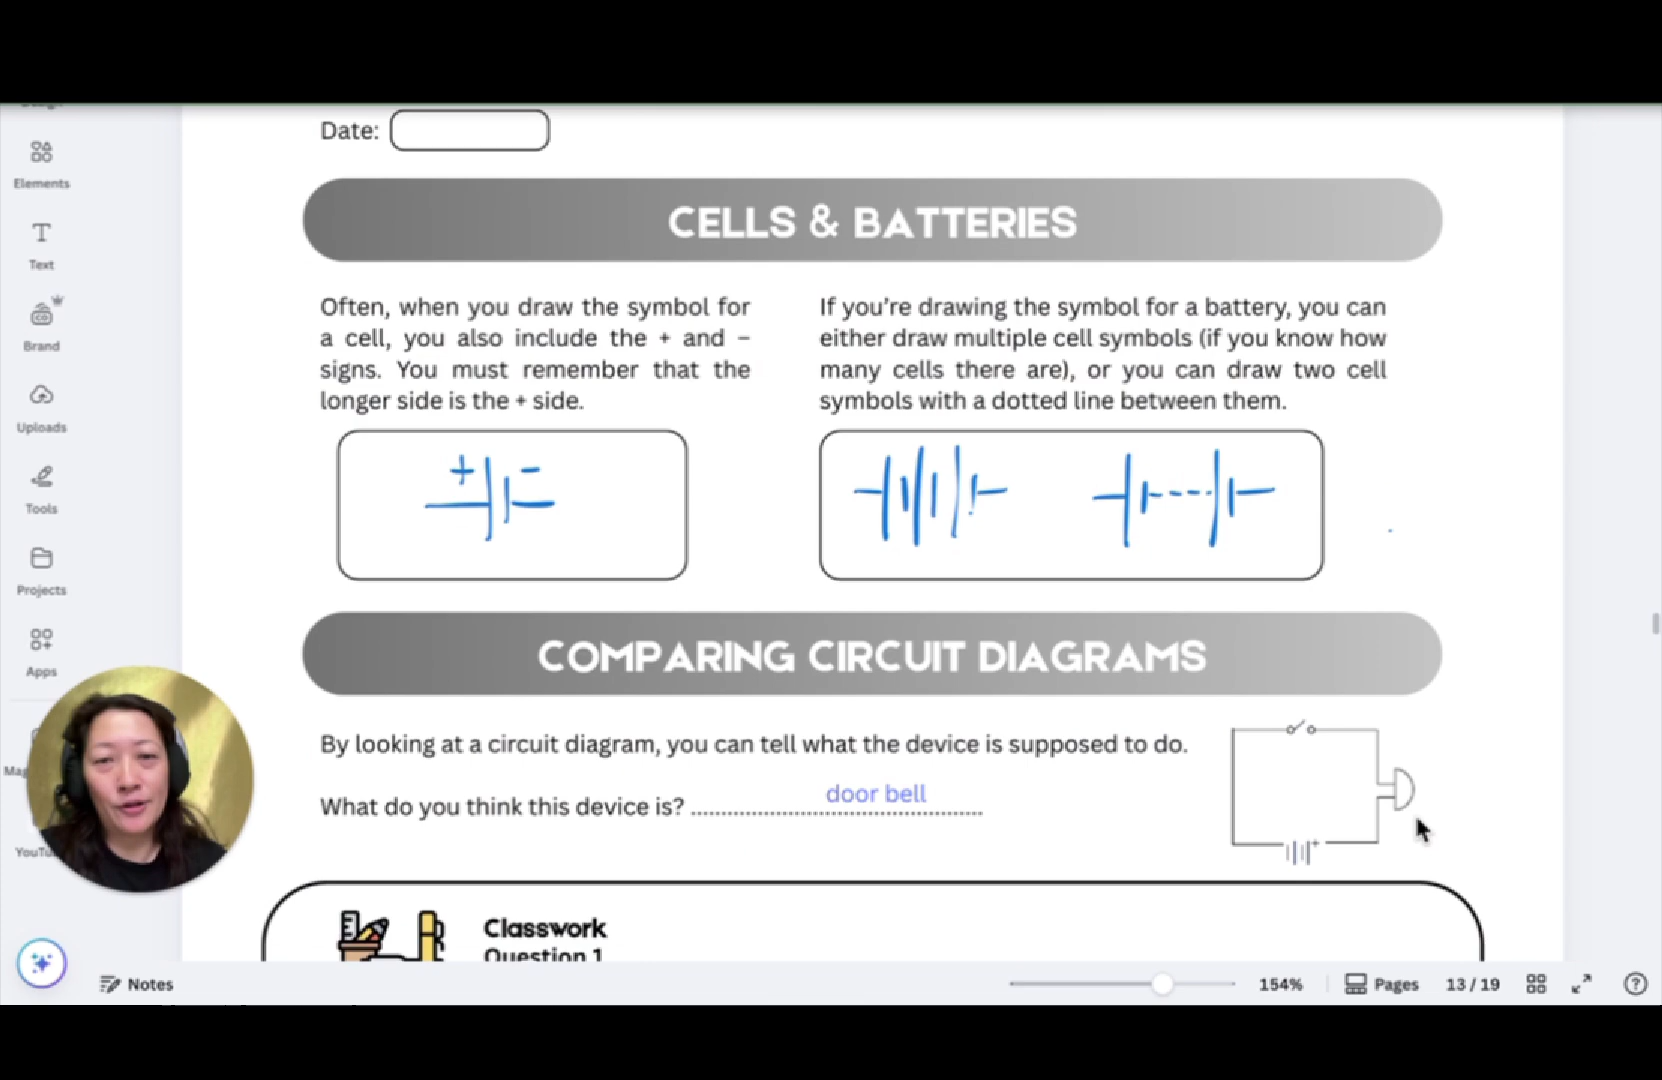 Date:
Elements
Text
Brand
Uploads
Tools
Projects
Apps
CELLS & BATTERIES
Often, when you draw the symbol for
a cell, you also include the + and –
signs. You must remember that the
longer side is the + side.
If you're drawing the symbol for a battery, you can
either draw multiple cell symbols (if you know how
many cells there are), or you can draw two cell
symbols with a dotted line between them.
+ –
COMPARING CIRCUIT DIAGRAMS
By looking at a circuit diagram, you can tell what the device is supposed to do.
What do you think this device is? door bell
+
Classwork
Question 1
Notes
154%
Pages
13 / 19
?